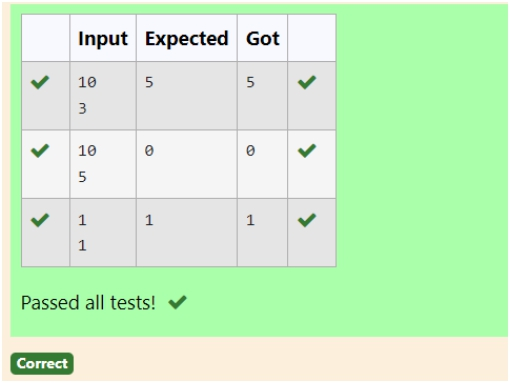 Input Expected Got
10 5 5
3
10 0 0
5
1 1 1
1
Passed all tests!
Correct